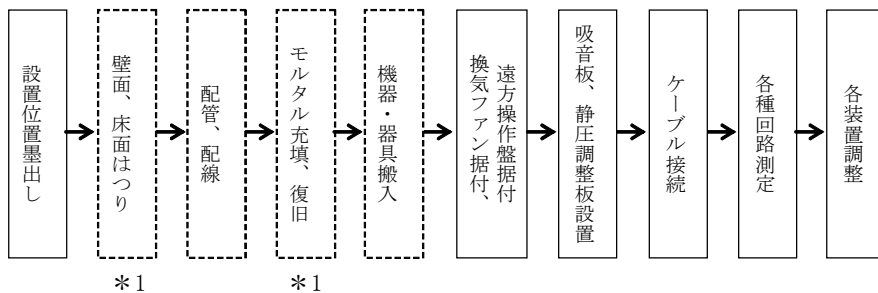 設置位置墨出し
壁面、床面はつり
配管、配線
モルタル充填、復旧
機器・器具搬入
遠方操作盤据付
換気ファン据付、
吸音板、静圧調整板設置
ケーブル接続
各種回路測定
各装置調整
＊1
＊1